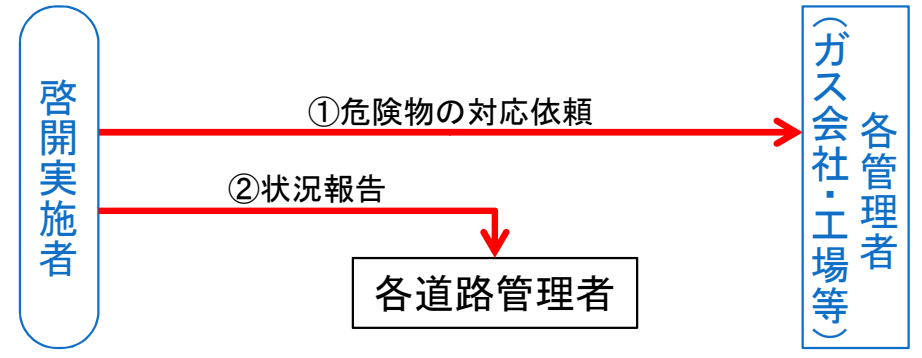 啓開実施者
①危険物の対応依頼
②状況報告
各道路管理者
各管理者
（ガス会社・工場等）